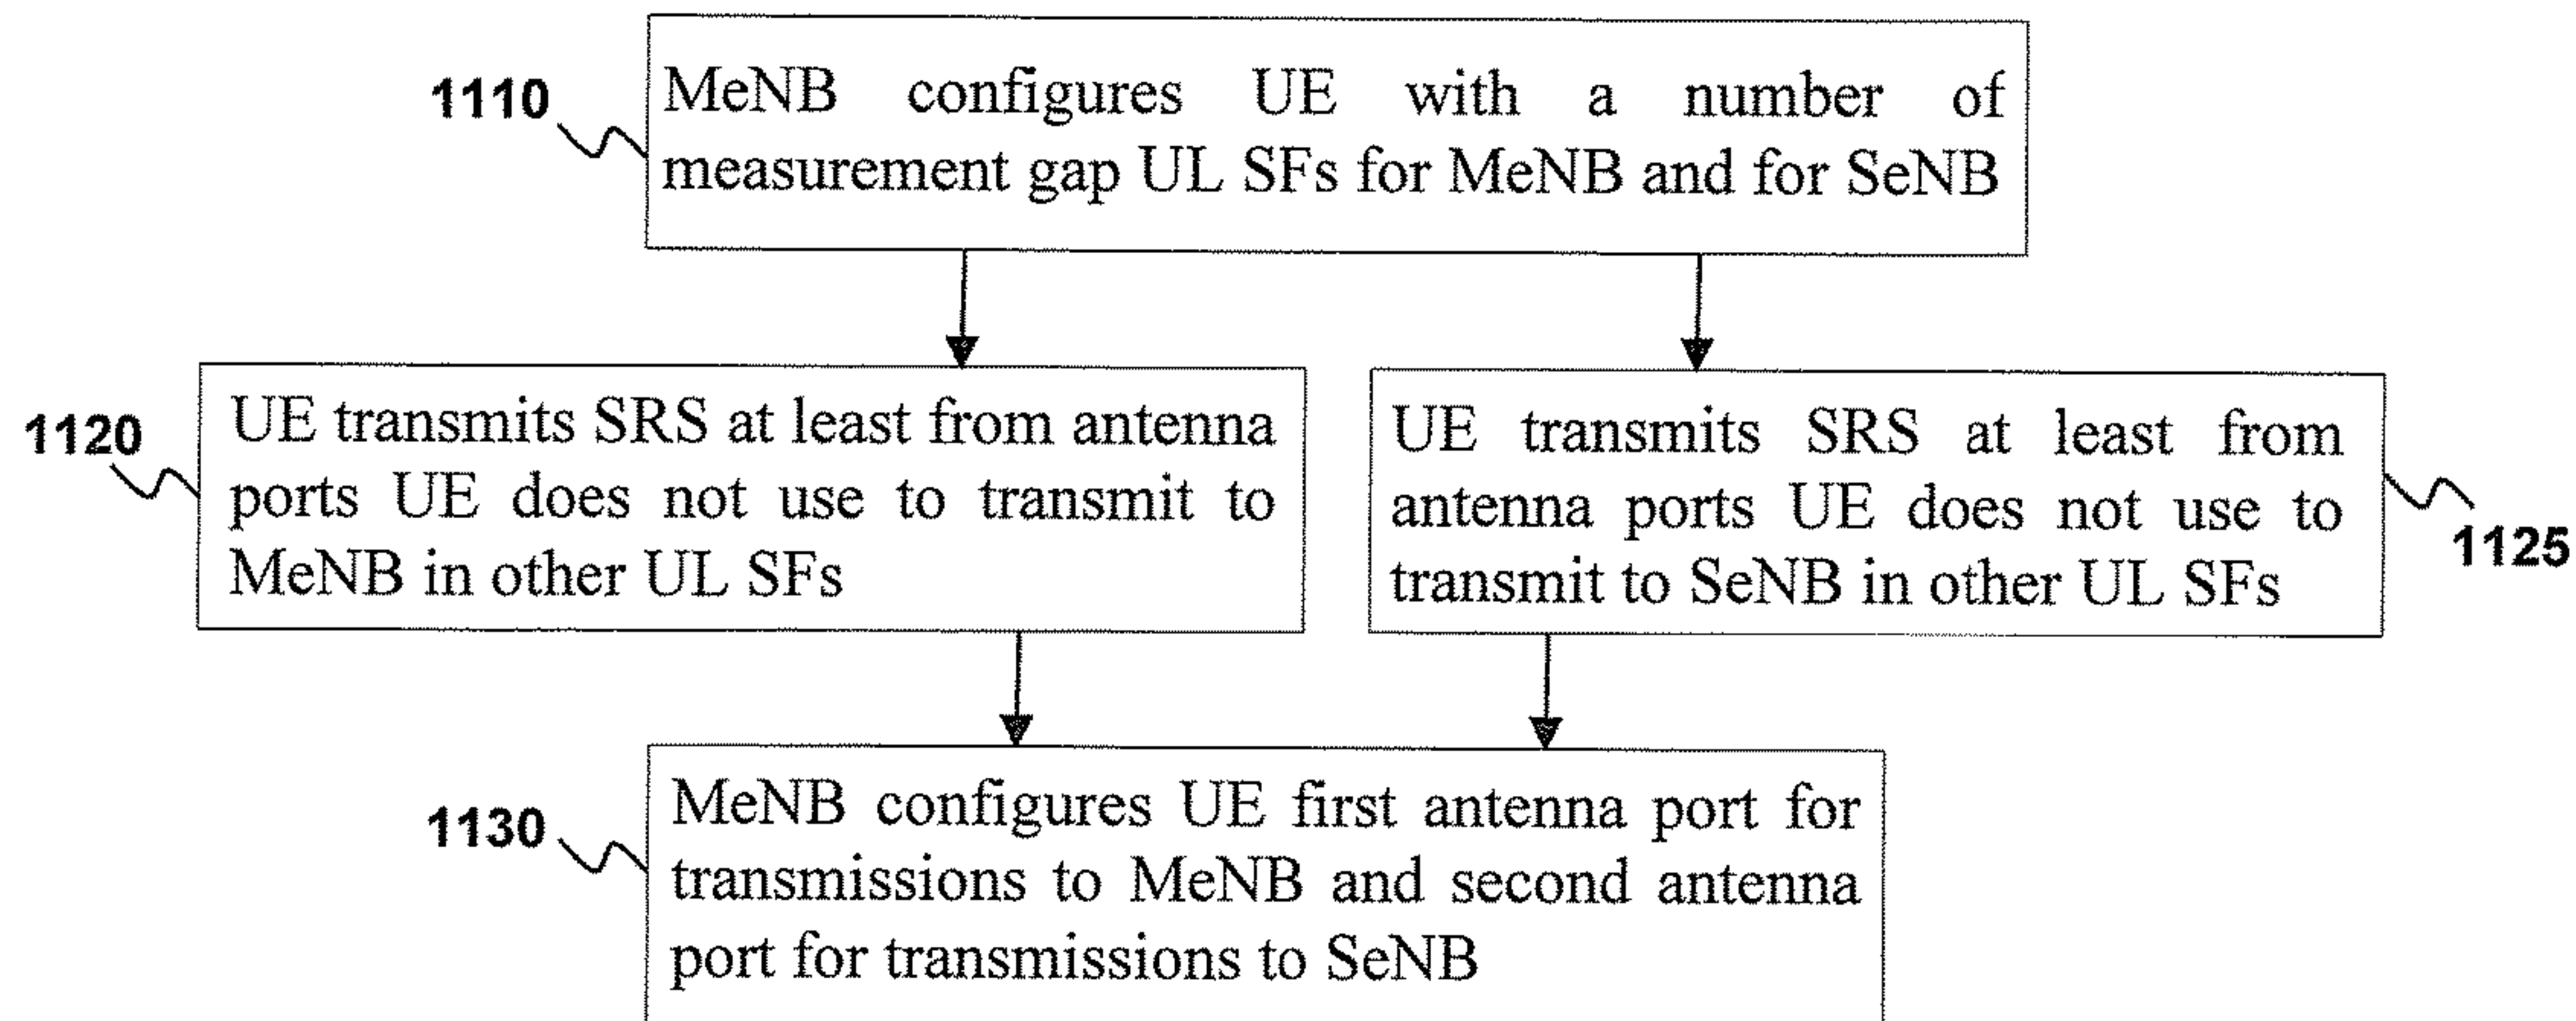 1110
MeNB configures UE with a number of
measurement gap UL SFs for MeNB and for SeNB
1120
UE transmits SRS at least from antenna
ports UE does not use to transmit to
MeNB in other UL SFs
UE transmits SRS at least from
antenna ports UE does not use to
transmit to SeNB in other UL SFs
1125
1130
MeNB configures UE first antenna port for
transmissions to MeNB and second antenna
port for transmissions to SeNB